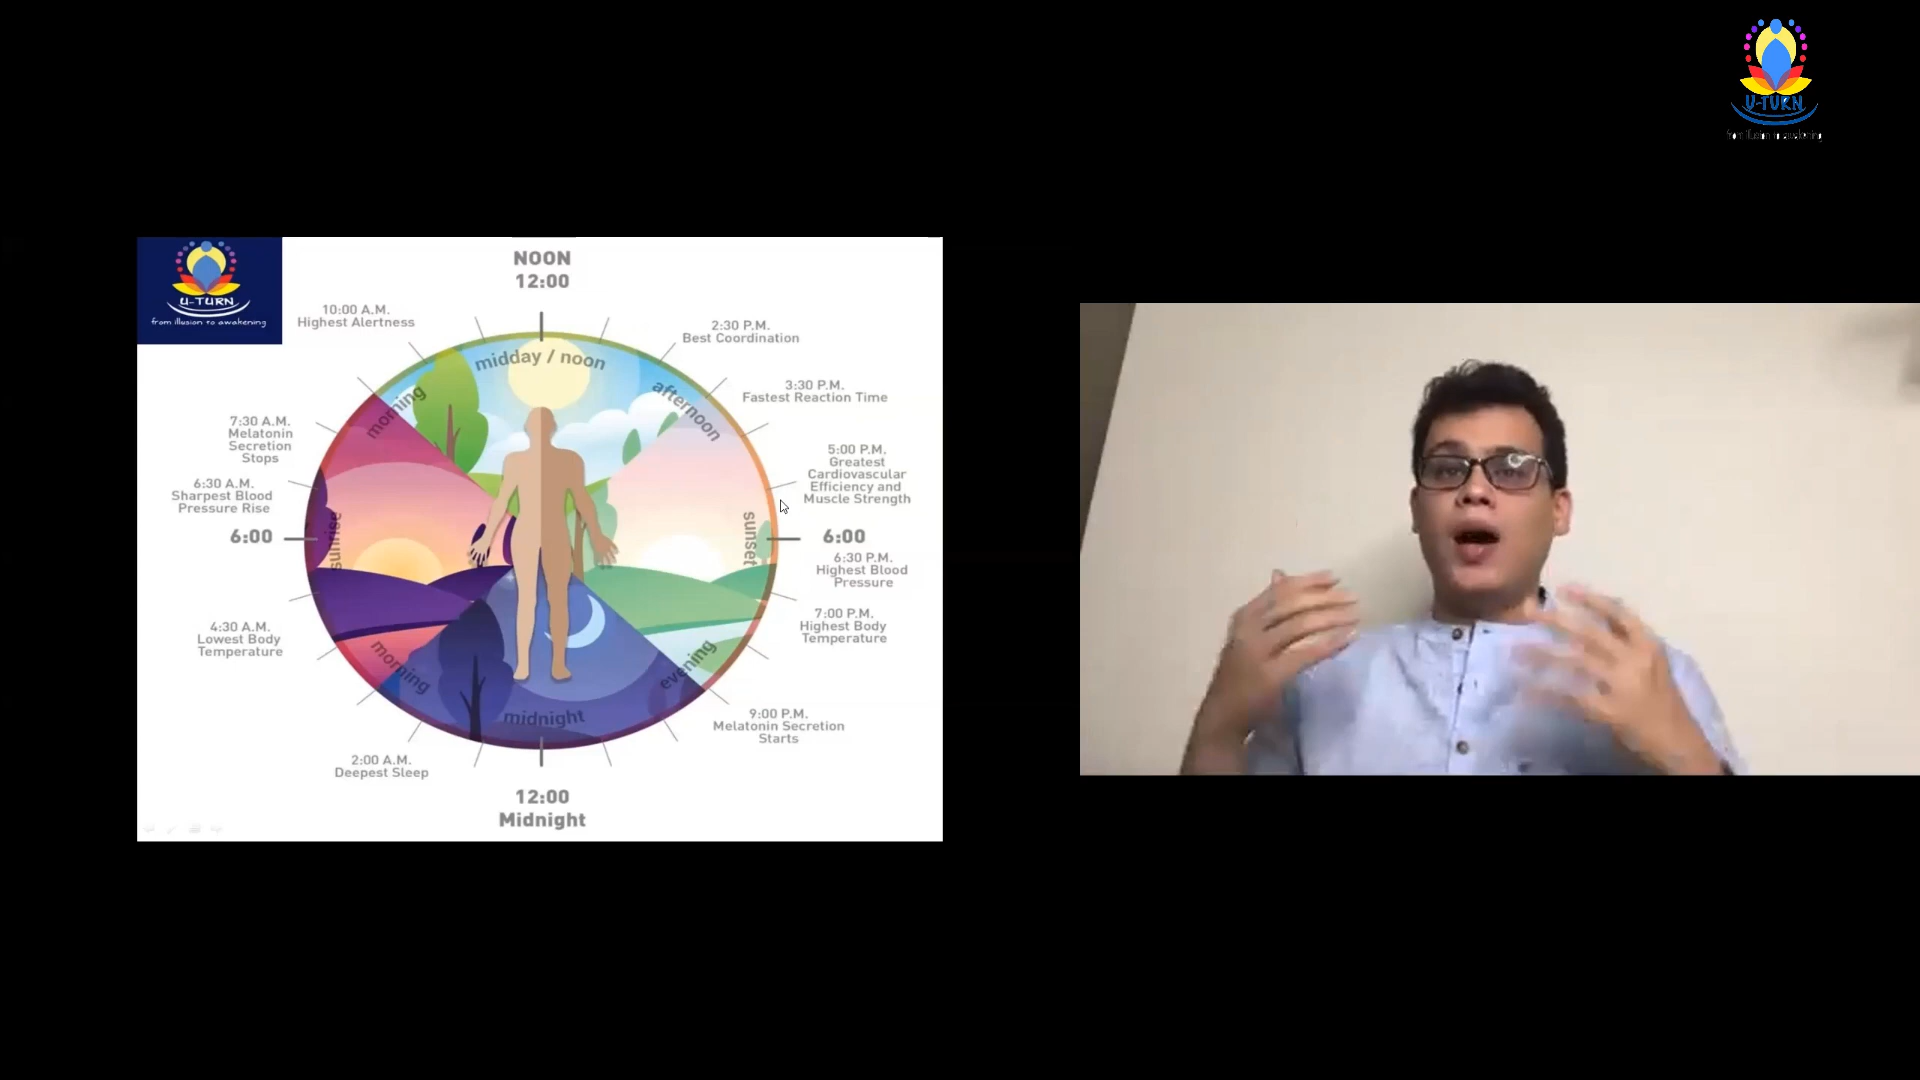 U-TURN
from illusion to awakening
U-TURN
from illusion to awakening
NOON
12:00
10:00 A.M.
Highest Alertness
2:30 P.M.
Best Coordination
midday / noon
morning
afternoon
3:30 P.M.
Fastest Reaction Time
7:30 A.M.
Melatonin
Secretion
Stops
5:00 P.M.
Greatest
Cardiovascular
Efficiency and
Muscle Strength
6:30 A.M.
Sharpest Blood
Pressure Rise
6:00
sunrise
sunset
6:00
6:30 P.M.
Highest Blood
Pressure
4:30 A.M.
Lowest Body
Temperature
7:00 P.M.
Highest Body
Temperature
morning
evening
midnight
9:00 P.M.
Melatonin Secretion
Starts
2:00 A.M.
Deepest Sleep
12:00
Midnight